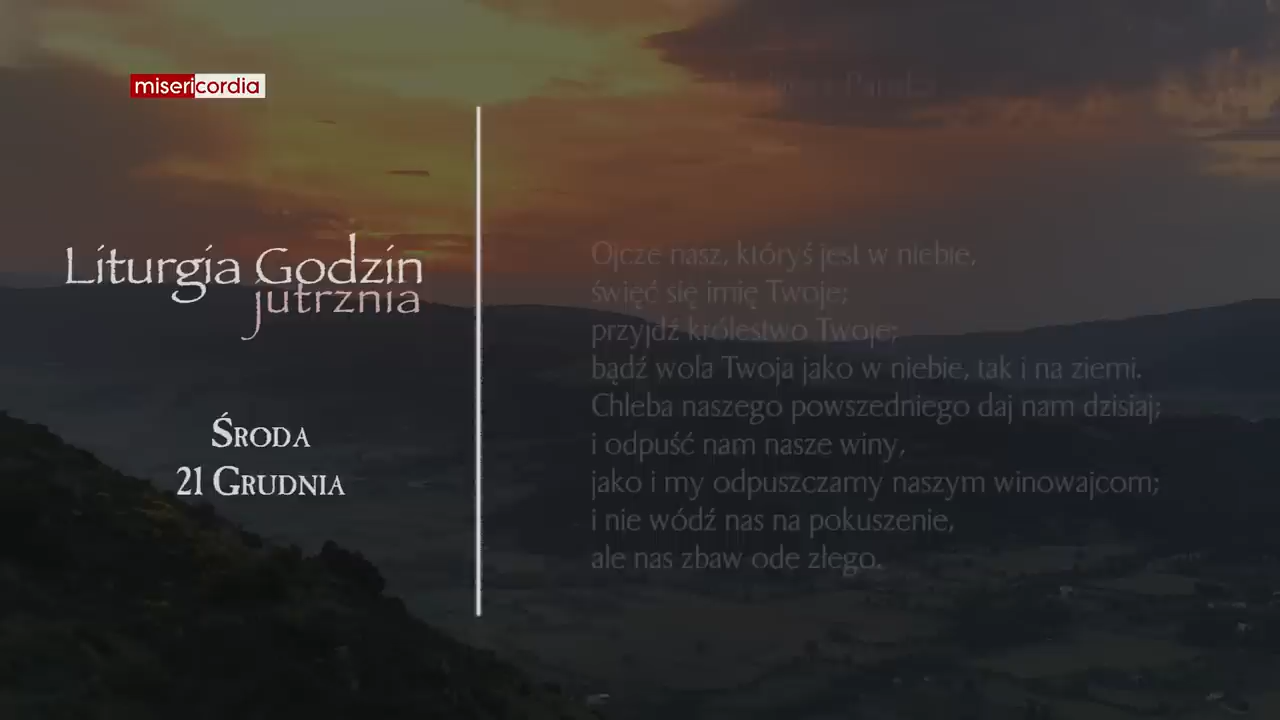 misericordia
Liturgia Godzin
jutrznia
Środa
21 Grudnia
Ojcze nasz, któryś jest w niebie,
święć się imię Twoje;
przyjdź królestwo Twoje;
bądź wola Twoja jako w niebie, tak i na ziemi.
Chleba naszego powszedniego daj nam dzisiaj;
i odpuść nam nasze winy,
jako i my odpuszczamy naszym winowajcom;
i nie wódź nas na pokuszenie,
ale nas zbaw ode złego.